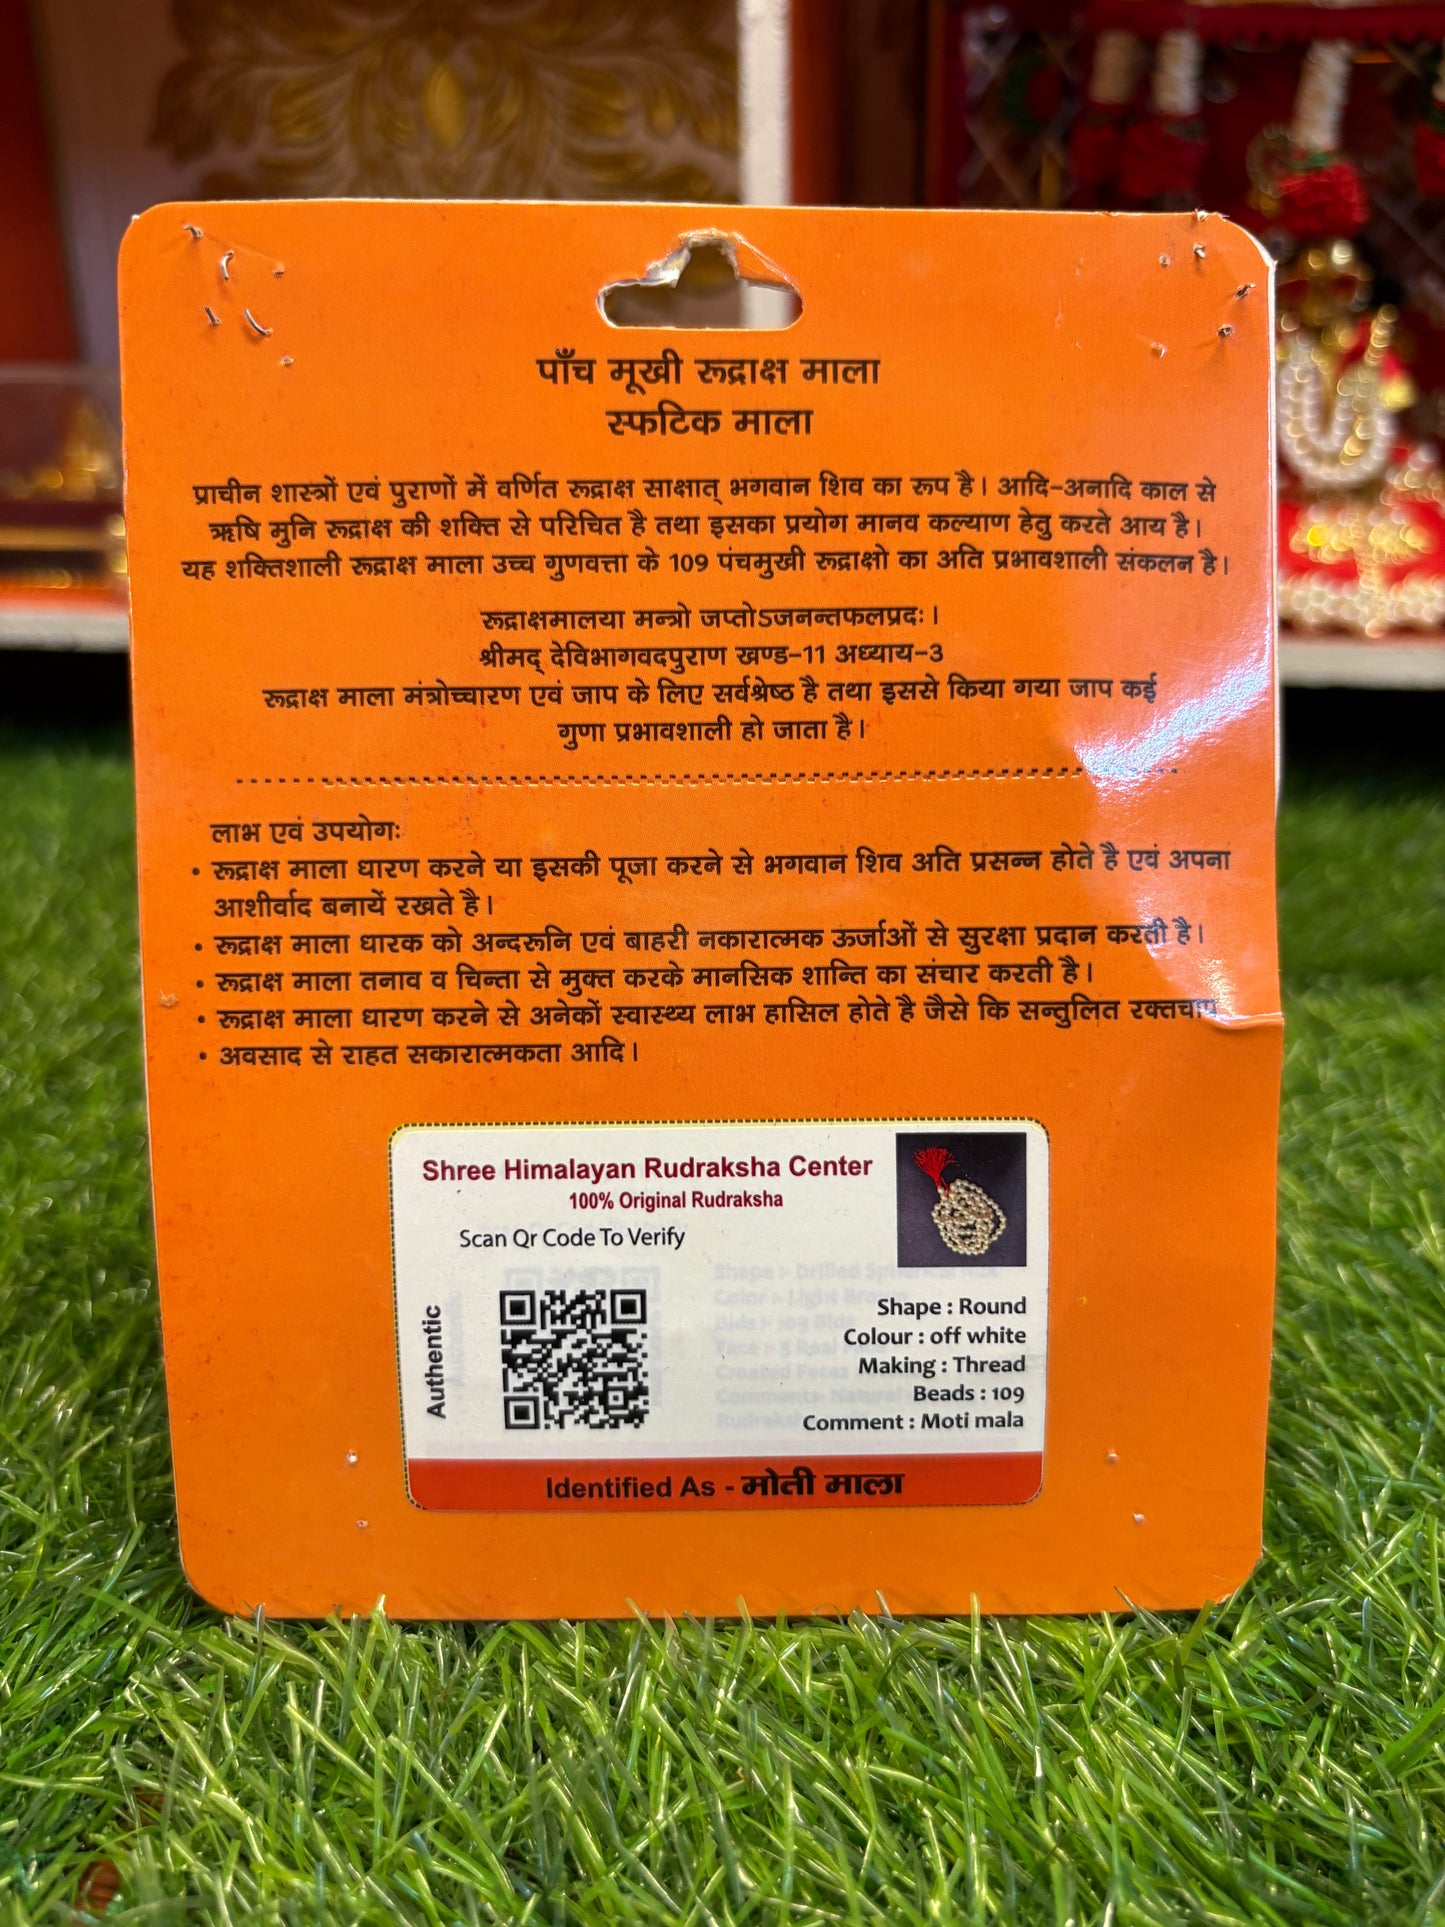 पाँच मूखी रूद्राक्ष माला
स्फटिक माला
प्राचीन शास्त्रों एवं पुराणों में वर्णित रूद्राक्ष साक्षात् भगवान शिव का रूप है। आदि-अनादि काल से
ऋषि मुनि रूद्राक्ष की शक्ति से परिचित है तथा इसका प्रयोग मानव कल्याण हेतु करते आय है।
यह शक्तिशाली रूद्राक्ष माला उच्च गुणवत्ता के 109 पंचमुखी रूद्राक्षो का अति प्रभावशाली संकलन है।
रूद्राक्षमालया मन्त्रो जप्तोऽजनन्तफलप्रदः।
श्रीमद् देविभागवदपुराण खण्ड-11 अध्याय-3
रूद्राक्ष माला मंत्रोच्चारण एवं जाप के लिए सर्वश्रेष्ठ है तथा इससे किया गया जाप कई
गुणा प्रभावशाली हो जाता है।
लाभ एवं उपयोगः
• रूद्राक्ष माला धारण करने या इसकी पूजा करने से भगवान शिव अति प्रसन्न होते है एवं अपना
आशीर्वाद बनायें रखते है।
• रूद्राक्ष माला धारक को अन्दरूनि एवं बाहरी नकारात्मक ऊर्जाओं से सुरक्षा प्रदान करती है।
• रूद्राक्ष माला तनाव व चिन्ता से मुक्त करके मानसिक शान्ति का संचार करती है।
• रूद्राक्ष माला धारण करने से अनेकों स्वास्थ्य लाभ हासिल होते है जैसे कि सन्तुलित रक्तचाप
• अवसाद से राहत सकारात्मकता आदि।
Shree Himalayan Rudraksha Center
100% Original Rudraksha
Scan Qr Code To Verify
Authentic
Shape : Round
Colour : off white
Making : Thread
Beads : 109
Comment : Moti mala
Identified As - मोती माला